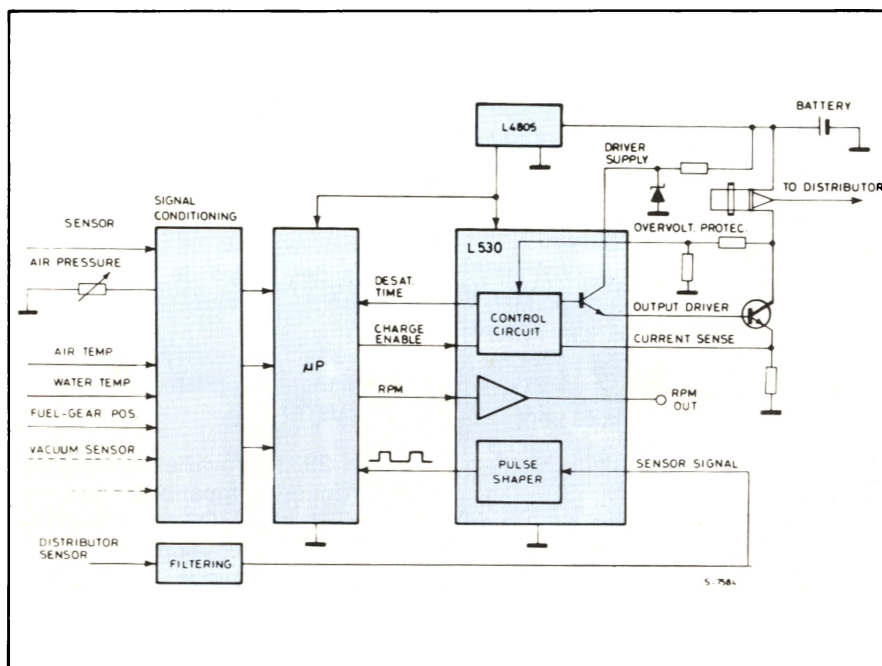 BATTERY
L4805
DRIVER
SUPPLY
TO DISTRIBUTOR
SIGNAL
CONDITIONING
SENSOR
OVERVOLT. PROTEC.
L530
AIR PRESSURE
DESAT.
TIME
CONTROL
CIRCUIT
OUTPUT DRIVER
CHARGE
ENABLE
CURRENT SENSE
μP
AIR TEMP
WATER TEMP
RPM
RPM
OUT
FUEL-GEAR POS.
VACUUM SENSOR
PULSE
SHAPER
SENSOR SIGNAL
DISTRIBUTOR
SENSOR
FILTERING
S-7584